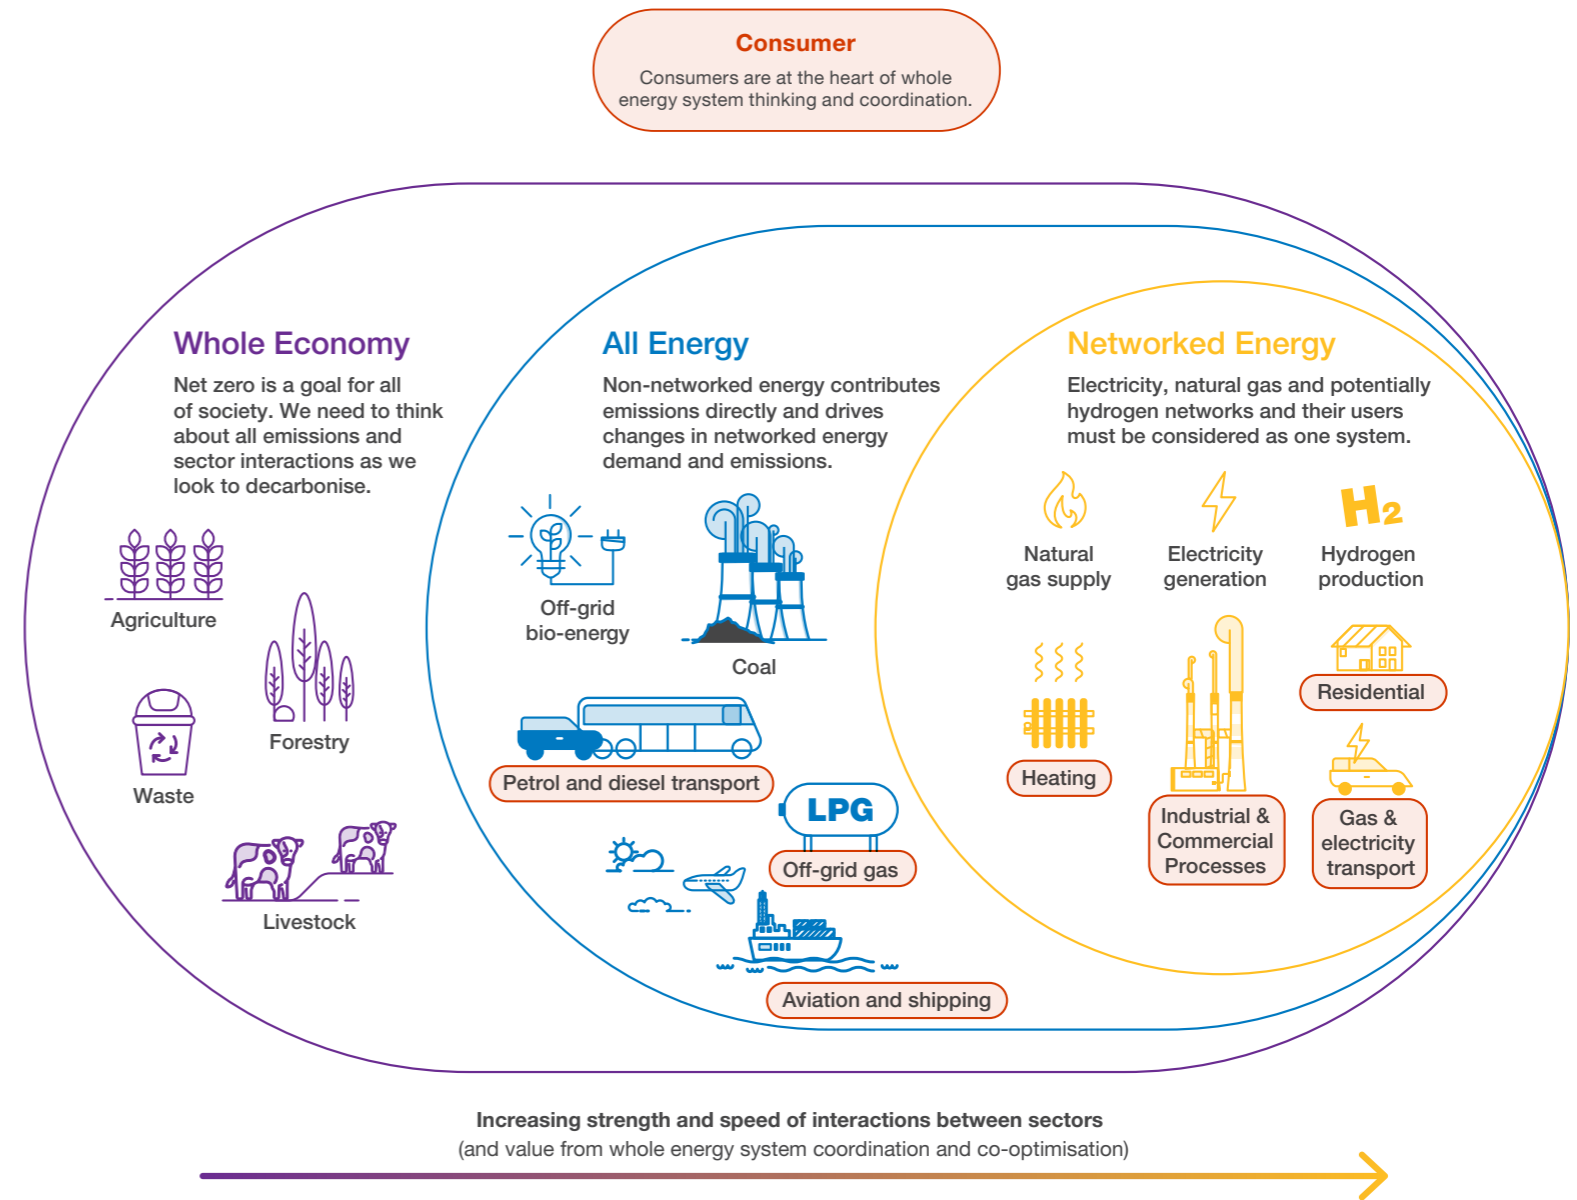 Consumer
Consumers are at the heart of whole
energy system thinking and coordination.
Whole Economy
Net zero is a goal for all
of society. We need to think
about all emissions and
sector interactions as we
look to decarbonise.
Agriculture
Forestry
Waste
Livestock
All Energy
Non-networked energy contributes
emissions directly and drives
changes in networked energy
demand and emissions.
Off-grid
bio-energy
Coal
Petrol and diesel transport
LPG
Off-grid gas
Aviation and shipping
Networked Energy
Electricity, natural gas and potentially
hydrogen networks and their users
must be considered as one system.
Natural
gas supply
Electricity
generation
H2
Hydrogen
production
Heating
Industrial &
Commercial
Processes
Residential
Gas &
electricity
transport
Increasing strength and speed of interactions between sectors
(and value from whole energy system coordination and co-optimisation)